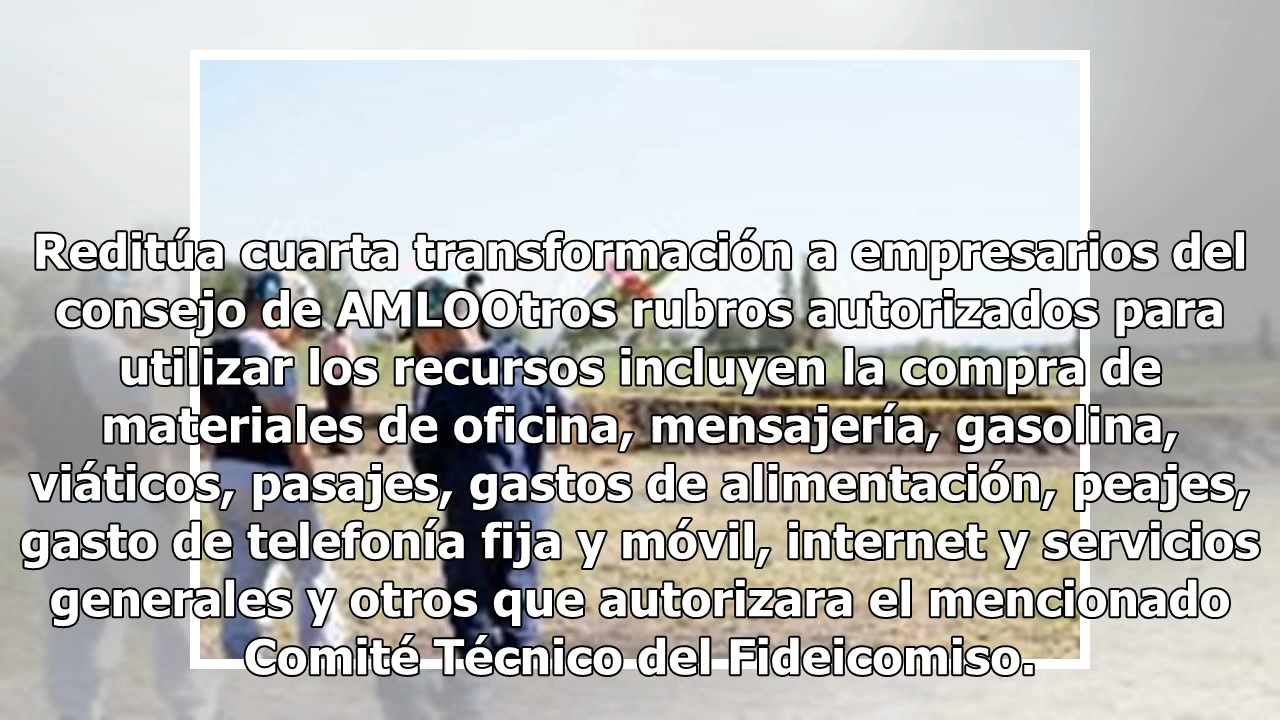 Reditúa cuarta transformación a empresarios del
consejo de AMLOOtros rubros autorizados para
utilizar los recursos incluyen la compra de
materiales de oficina, mensajería, gasolina,
viáticos, pasajes, gastos de alimentación, peajes,
gasto de telefonía fija y móvil, internet y servicios
generales y otros que autorizara el mencionado
Comité Técnico del Fideicomiso.